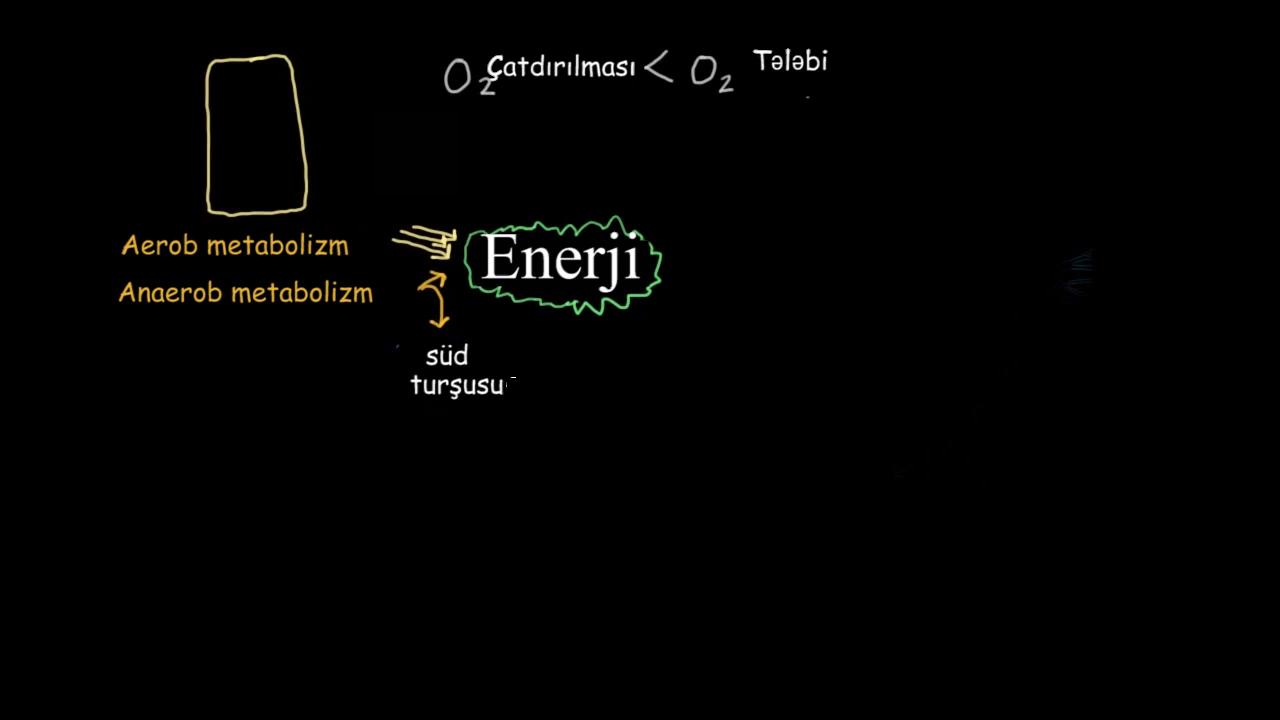 O₂ Çatdırılması < O₂ Tələbi
Aerob metabolizm
Enerji
Anaerob metabolizm
süd
turşusu